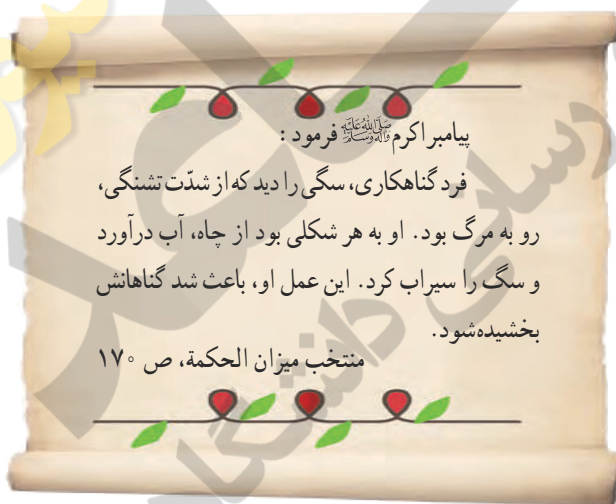 پیامبر اکرم صلی‌الله‌علیه‌وآله‌وسلم فرمود :
فرد گناهکاری، سگی را دید که از شدّت تشنگی،
رو به مرگ بود. او به هر شکلی بود از چاه، آب درآورد
و سگ را سیراب کرد. این عمل او، باعث شد گناهانش
بخشیده‌شود.
منتخب میزان الحکمة، ص ۱۷۰